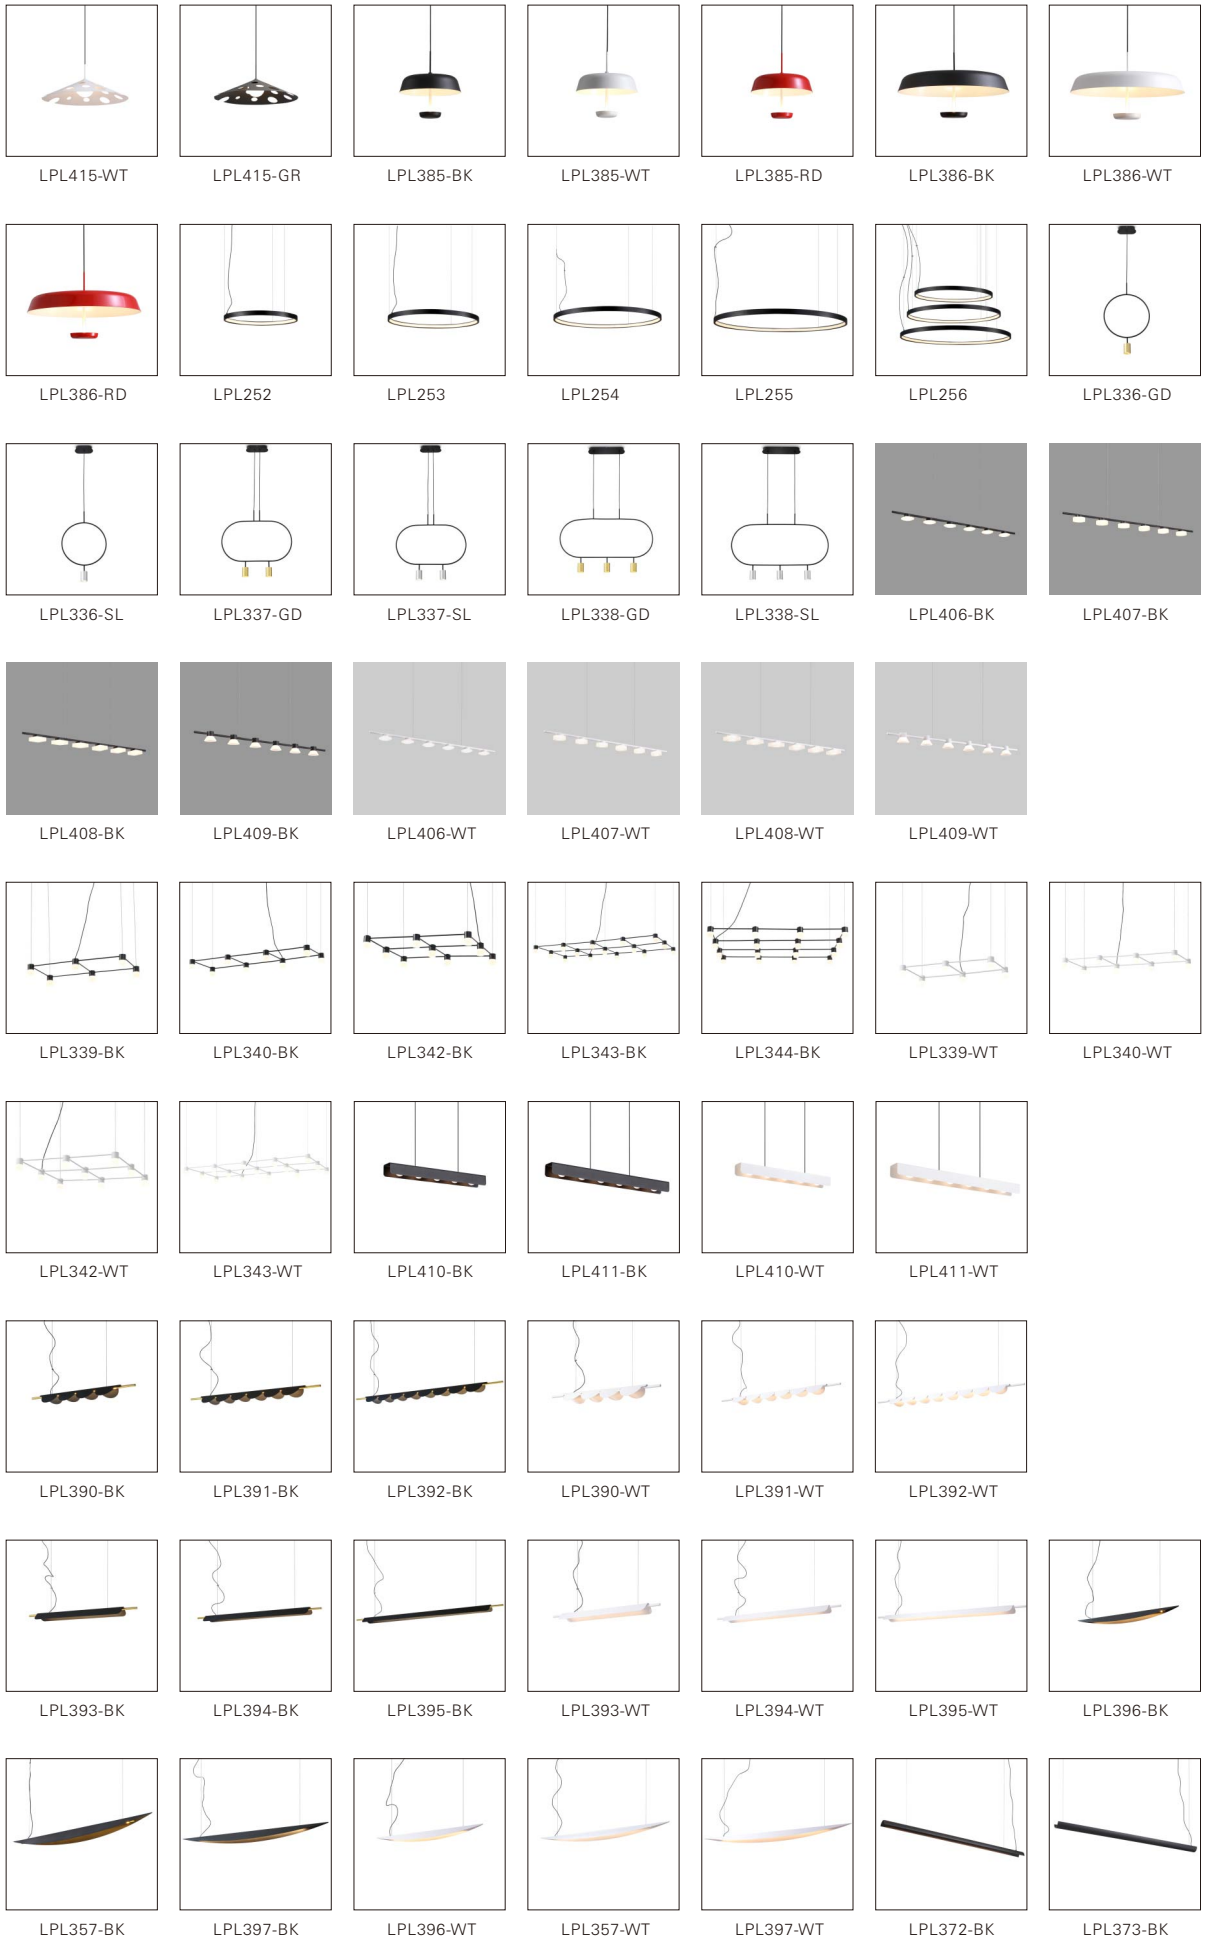 LPL415-WT LPL415-GR LPL385-BK LPL385-WT LPL385-RD LPL386-BK LPL386-WT
LPL386-RD LPL252 LPL253 LPL254 LPL255 LPL256 LPL336-GD
LPL336-SL LPL337-GD LPL337-SL LPL338-GD LPL338-SL LPL406-BK LPL407-BK
LPL408-BK LPL409-BK LPL406-WT LPL407-WT LPL408-WT LPL409-WT
LPL339-BK LPL340-BK LPL342-BK LPL343-BK LPL344-BK LPL339-WT LPL340-WT
LPL342-WT LPL343-WT LPL410-BK LPL411-BK LPL410-WT LPL411-WT
LPL390-BK LPL391-BK LPL392-BK LPL390-WT LPL391-WT LPL392-WT
LPL393-BK LPL394-BK LPL395-BK LPL393-WT LPL394-WT LPL395-WT LPL396-BK
LPL357-BK LPL397-BK LPL396-WT LPL357-WT LPL397-WT LPL372-BK LPL373-BK